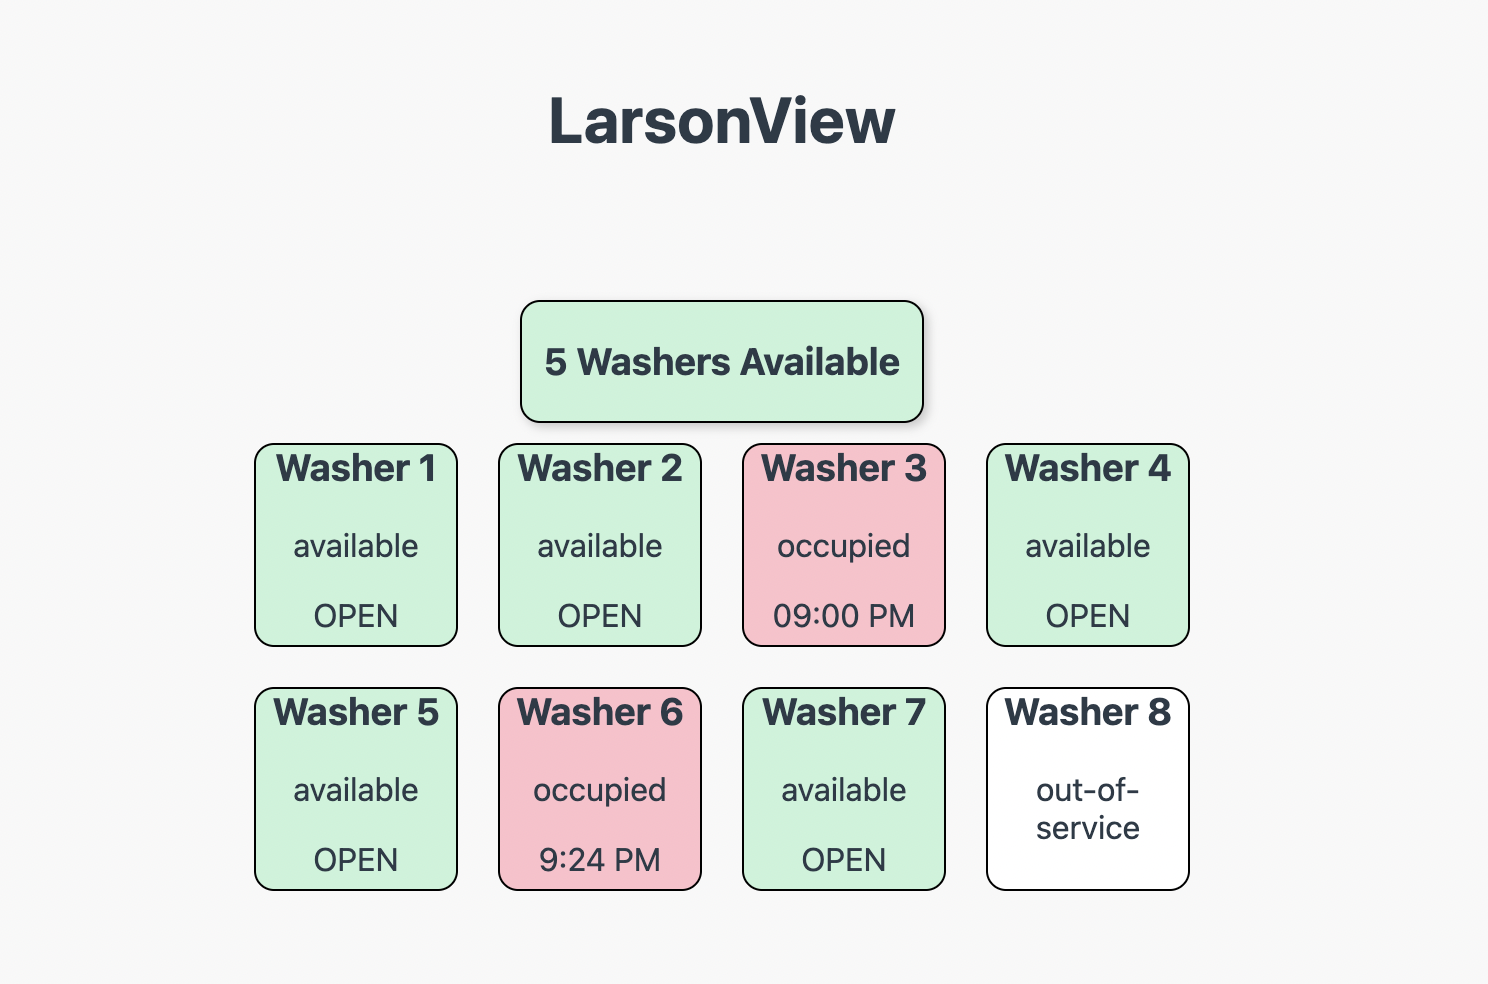 LarsonView
5 Washers Available
Washer 1
available
OPEN
Washer 2
available
OPEN
Washer 3
occupied
09:00 PM
Washer 4
available
OPEN
Washer 5
available
OPEN
Washer 6
occupied
9:24 PM
Washer 7
available
OPEN
Washer 8
out-of-
service